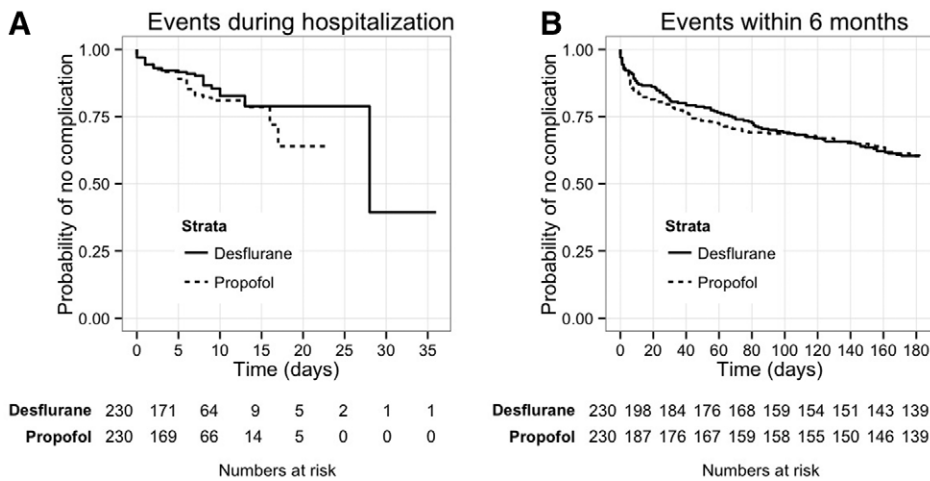 A Events during hospitalization
Probability of no complication
1.00
0.75
0.50
0.25
0.00
Strata
Desflurane
Propofol
0 5 10 15 20 25 30 35
Time (days)
Desflurane 230 171 64 9 5 2 1 1
Propofol 230 169 66 14 5 0 0 0
Numbers at risk
B Events within 6 months
Probability of no complication
1.00
0.75
0.50
0.25
0.00
Strata
Desflurane
Propofol
0 20 40 60 80 100 120 140 160 180
Time (days)
Desflurane 230 198 184 176 168 159 154 151 143 139
Propofol 230 187 176 167 159 158 155 150 146 139
Numbers at risk